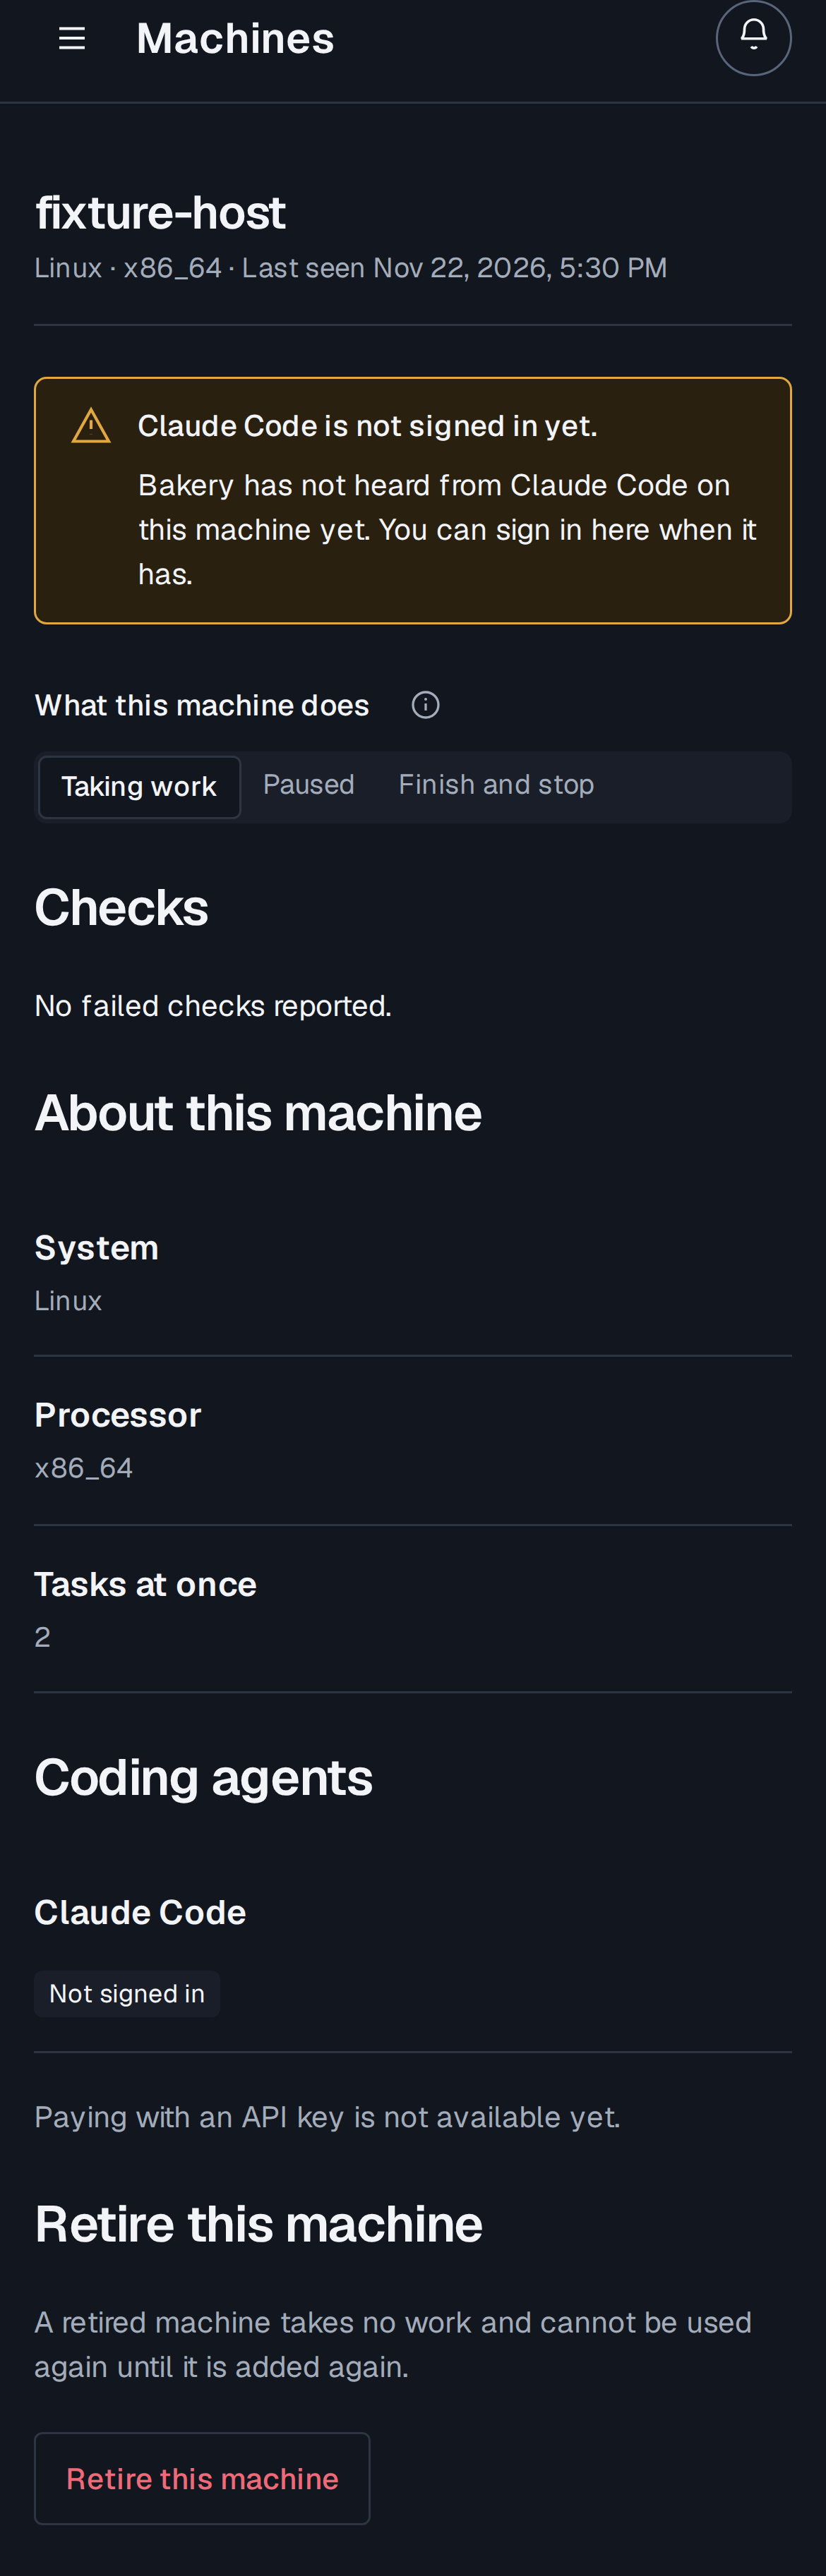 Machines
fixture-host
Linux · x86_64 · Last seen Nov 22, 2026, 5:30 PM
Claude Code is not signed in yet.
Bakery has not heard from Claude Code on
this machine yet. You can sign in here when it
has.
What this machine does
Taking work Paused Finish and stop
Checks
No failed checks reported.
About this machine
System
Linux
Processor
x86_64
Tasks at once
2
Coding agents
Claude Code
Not signed in
Paying with an API key is not available yet.
Retire this machine
A retired machine takes no work and cannot be used
again until it is added again.
Retire this machine